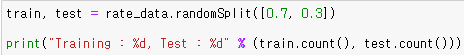 train, test = rate_data.randomSplit([0.7, 0.3])
print("Training : %d, Test : %d" % (train.count(), test.count()))